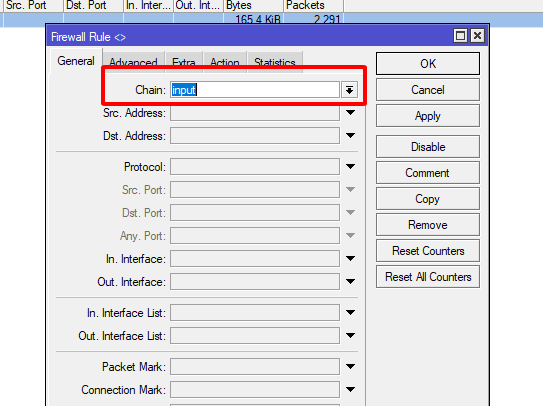 Src. Port Dst. Port In. Inter... Out. Int... Bytes Packets
165.4 KiB 2 291
Firewall Rule <>
General Advanced Extra Action Statistics
OK
Chain: input
Cancel
Src. Address:
Apply
Dst. Address:
Disable
Protocol:
Comment
Src. Port:
Copy
Dst. Port:
Remove
Any. Port:
Reset Counters
In. Interface:
Reset All Counters
Out. Interface:
In. Interface List:
Out. Interface List:
Packet Mark:
Connection Mark: